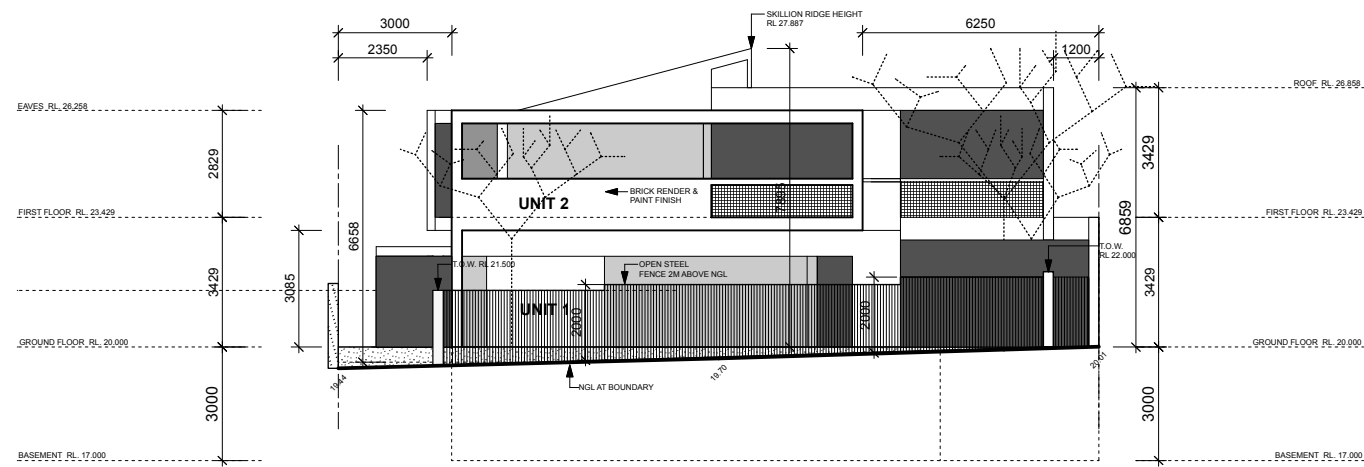 3000
2350
SKILLION RIDGE HEIGHT
RL 27.887
6250
1200
EAVES RL. 26.258
ROOF RL. 26.858
2829
3429
BRICK RENDER &
PAINT FINISH
UNIT 2
FIRST FLOOR RL. 23.429
FIRST FLOOR RL. 23.429
6658
6859
3429
3085
T.O.W. RL 21.500
OPEN STEEL
FENCE 2M ABOVE NGL
T.O.W.
RL 22.000
3429
UNIT 1
2000
2000
GROUND FLOOR RL. 20.000
GROUND FLOOR RL. 20.000
19.44
19.70
20.01
NGL AT BOUNDARY
3000
3000
BASEMENT RL. 17.000
BASEMENT RL. 17.000